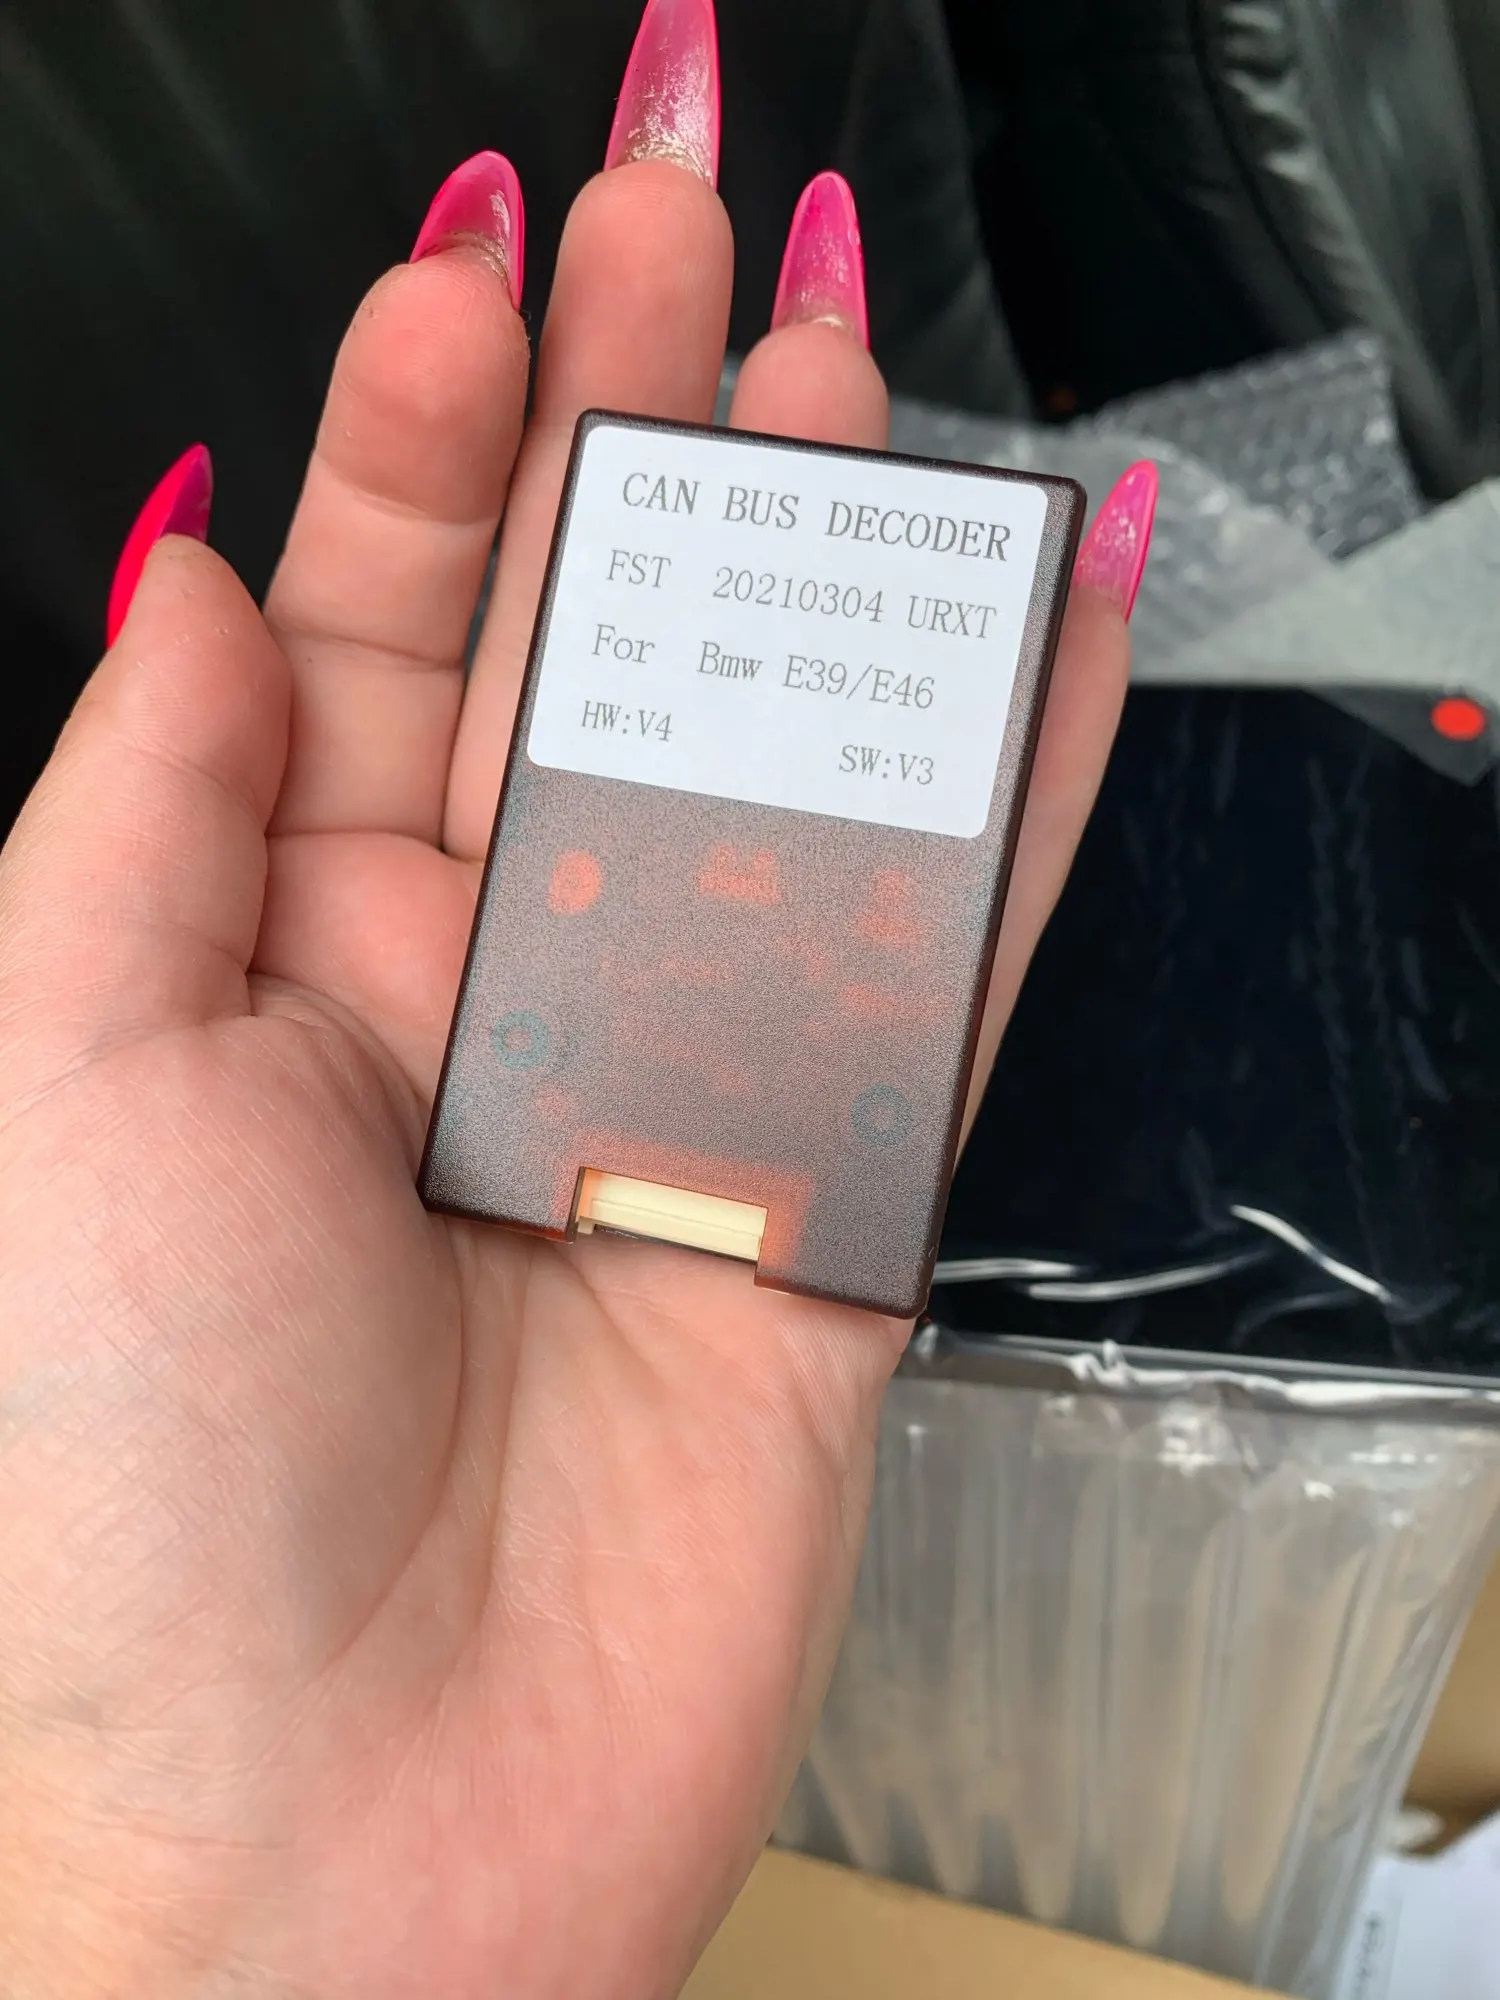 CAN BUS DECODER
FST 20210304 URXT
For Bmw E39/E46
HW:V4 SW:V3